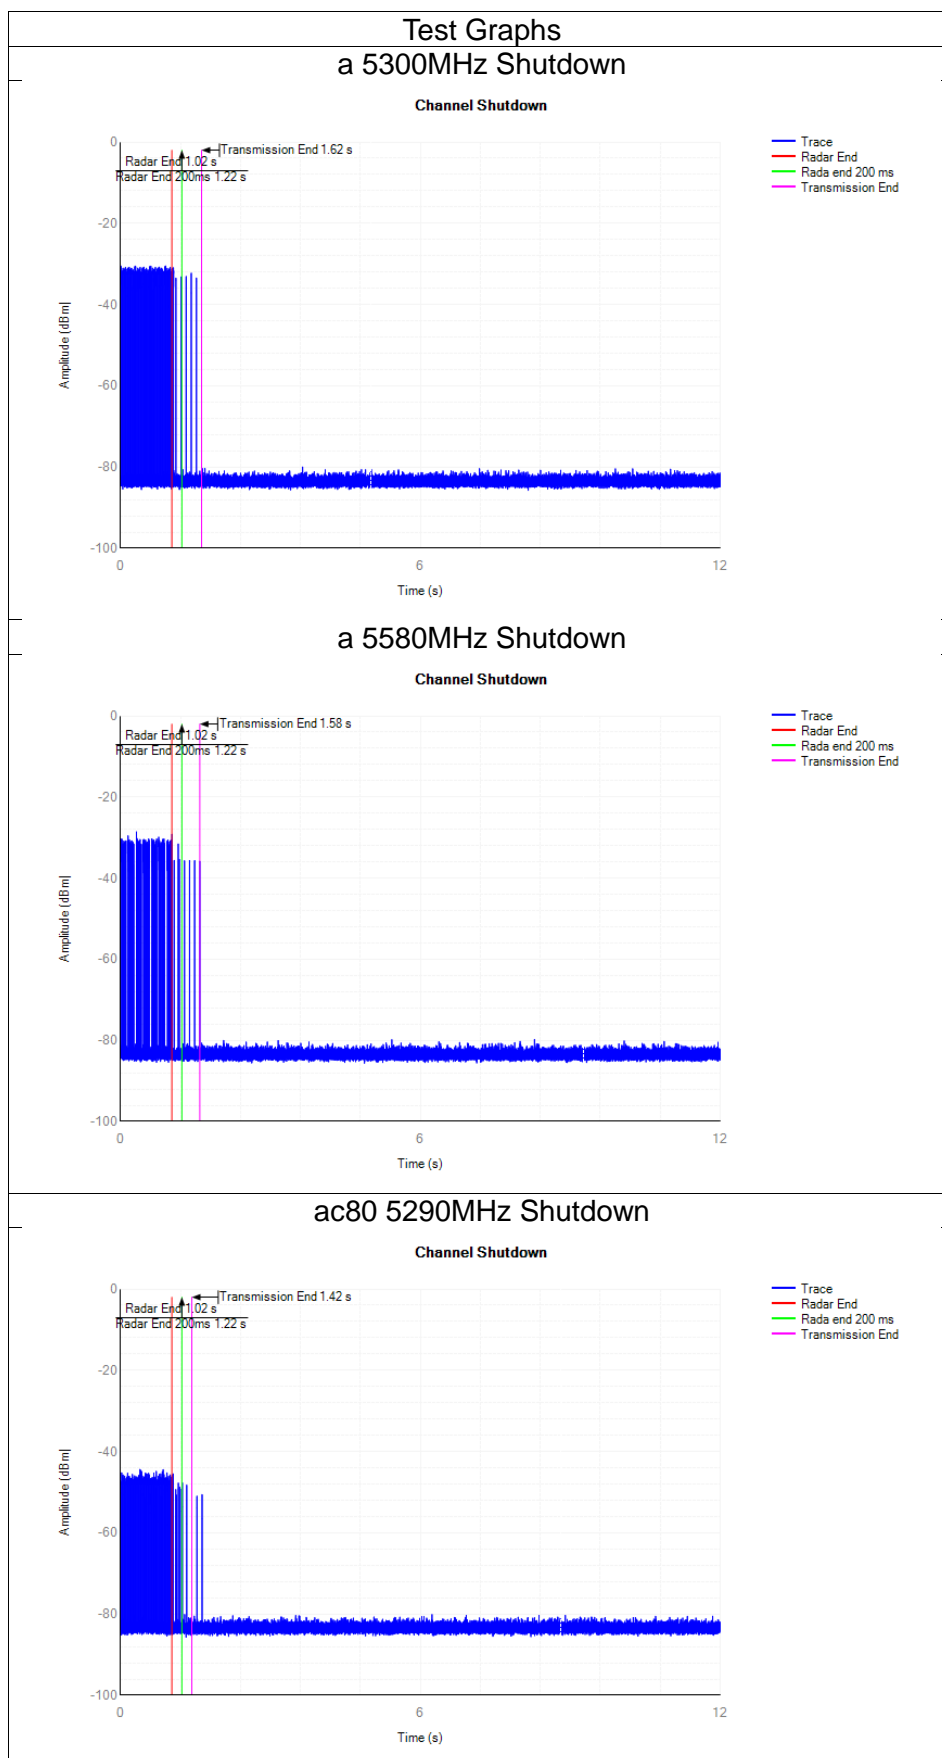 Test Graphs
a 5300MHz Shutdown
Channel Shutdown
Transmission End 1.62 s
Radar End 1.02 s
Radar End 200ms 1.22 s
Trace
Radar End
Rada end 200 ms
Transmission End
0
-20
-40
-60
-80
-100
Amplitude [dBm]
0 6 12
Time (s)
a 5580MHz Shutdown
Channel Shutdown
Transmission End 1.58 s
Radar End 1.02 s
Radar End 200ms 1.22 s
Trace
Radar End
Rada end 200 ms
Transmission End
0
-20
-40
-60
-80
-100
Amplitude [dBm]
0 6 12
Time (s)
ac80 5290MHz Shutdown
Channel Shutdown
Transmission End 1.42 s
Radar End 1.02 s
Radar End 200ms 1.22 s
Trace
Radar End
Rada end 200 ms
Transmission End
0
-20
-40
-60
-80
-100
Amplitude [dBm]
0 6 12
Time (s)